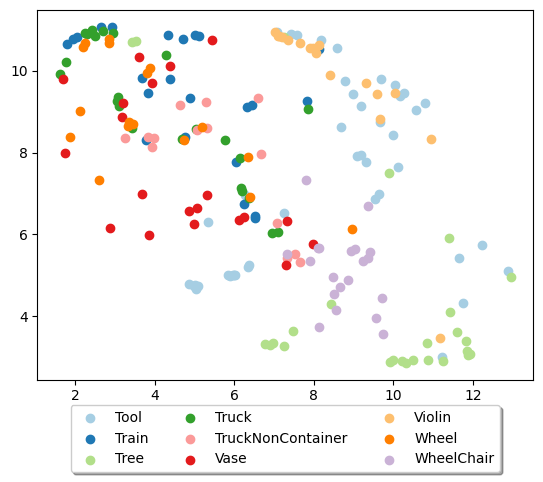 10
8
6
4
2 4 6 8 10 12
Tool Truck Violin
Train TruckNonContainer Wheel
Tree Vase WheelChair